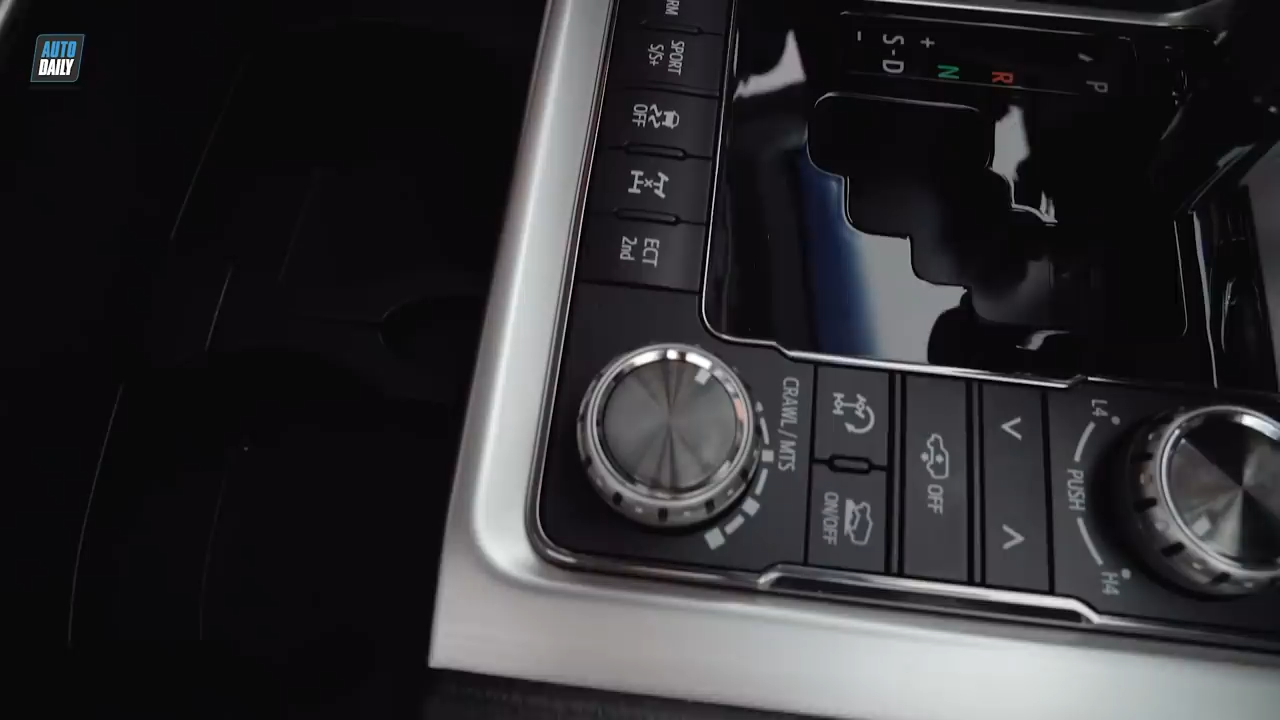 AUTO
DAILY
SPORT
S/S+
OFF
ECT
2nd
+
S-D
-
N
R
P
CRAWL / MTS
ON/OFF
OFF
L4
PUSH
H4